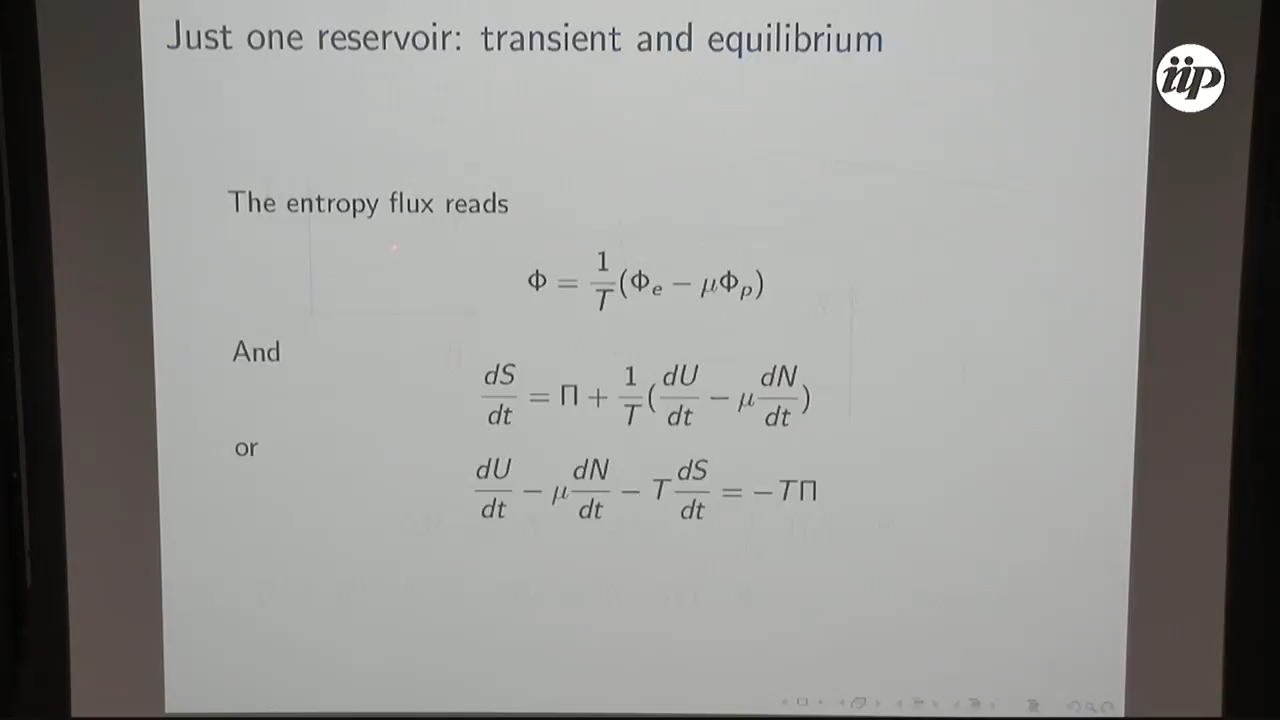 Just one reservoir: transient and equilibrium
iip
The entropy flux reads
Φ = 1/T (Φ_e − μΦ_p)
And
dS/dt = Π + 1/T (dU/dt − μ dN/dt)
or
dU/dt − μ dN/dt − T dS/dt = −TΠ